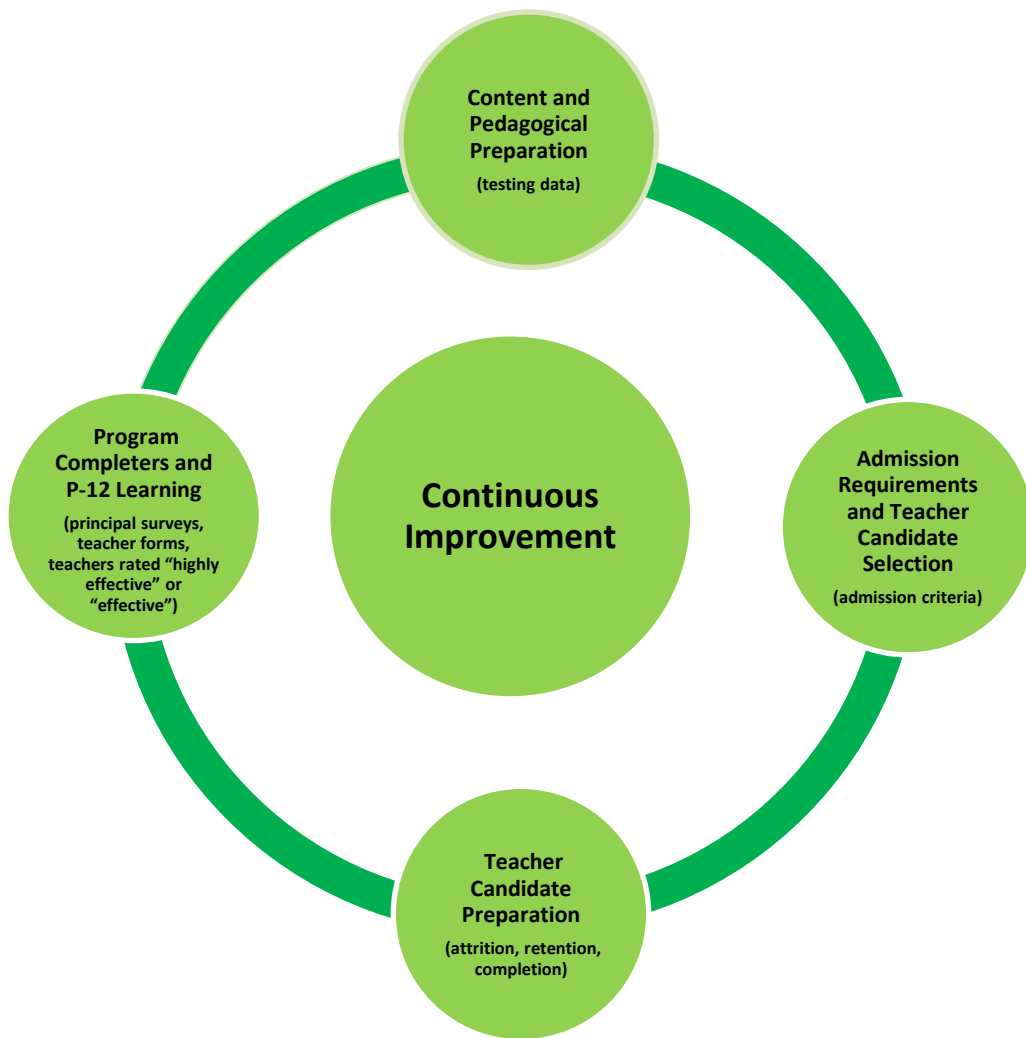 Content and
Pedagogical
Preparation
(testing data)
Program
Completers and
P-12 Learning
(principal surveys,
teacher forms,
teachers rated “highly
effective” or
“effective”)
Continuous
Improvement
Admission
Requirements
and Teacher
Candidate
Selection
(admission criteria)
Teacher
Candidate
Preparation
(attrition, retention,
completion)